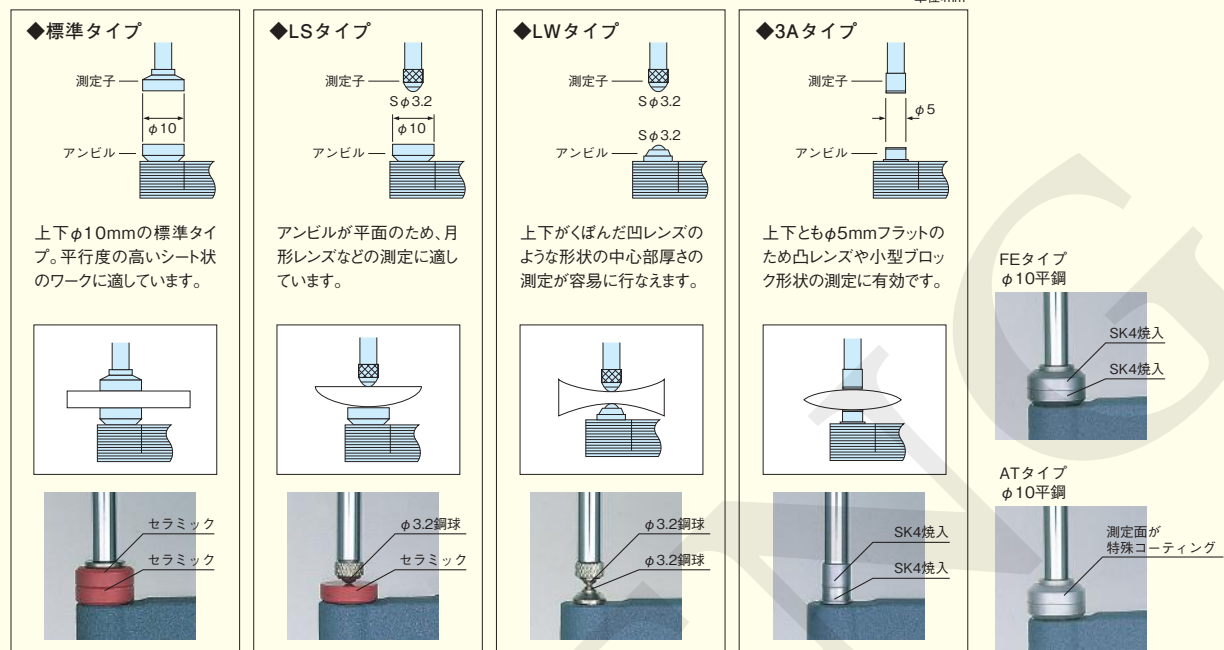 単位:mm
◆標準タイプ
測定子
φ10
アンビル
上下φ10mmの標準タイ
プ。平行度の高いシート状
のワークに適しています。
セラミック
セラミック
◆LSタイプ
測定子
Sφ3.2
φ10
アンビル
アンビルが平面のため、月
形レンズなどの測定に適し
ています。
φ3.2鋼球
セラミック
◆LWタイプ
測定子
Sφ3.2
Sφ3.2
アンビル
上下がくぼんだ凹レンズの
ような形状の中心部厚さの
測定が容易に行なえます。
φ3.2鋼球
φ3.2鋼球
◆3Aタイプ
測定子
φ5
アンビル
上下ともφ5mmフラットの
ため凸レンズや小型ブロッ
ク形状の測定に有効です。
SK4焼入
SK4焼入
FEタイプ
φ10平鋼
SK4焼入
SK4焼入
ATタイプ
φ10平鋼
測定面が
特殊コーティング
NG